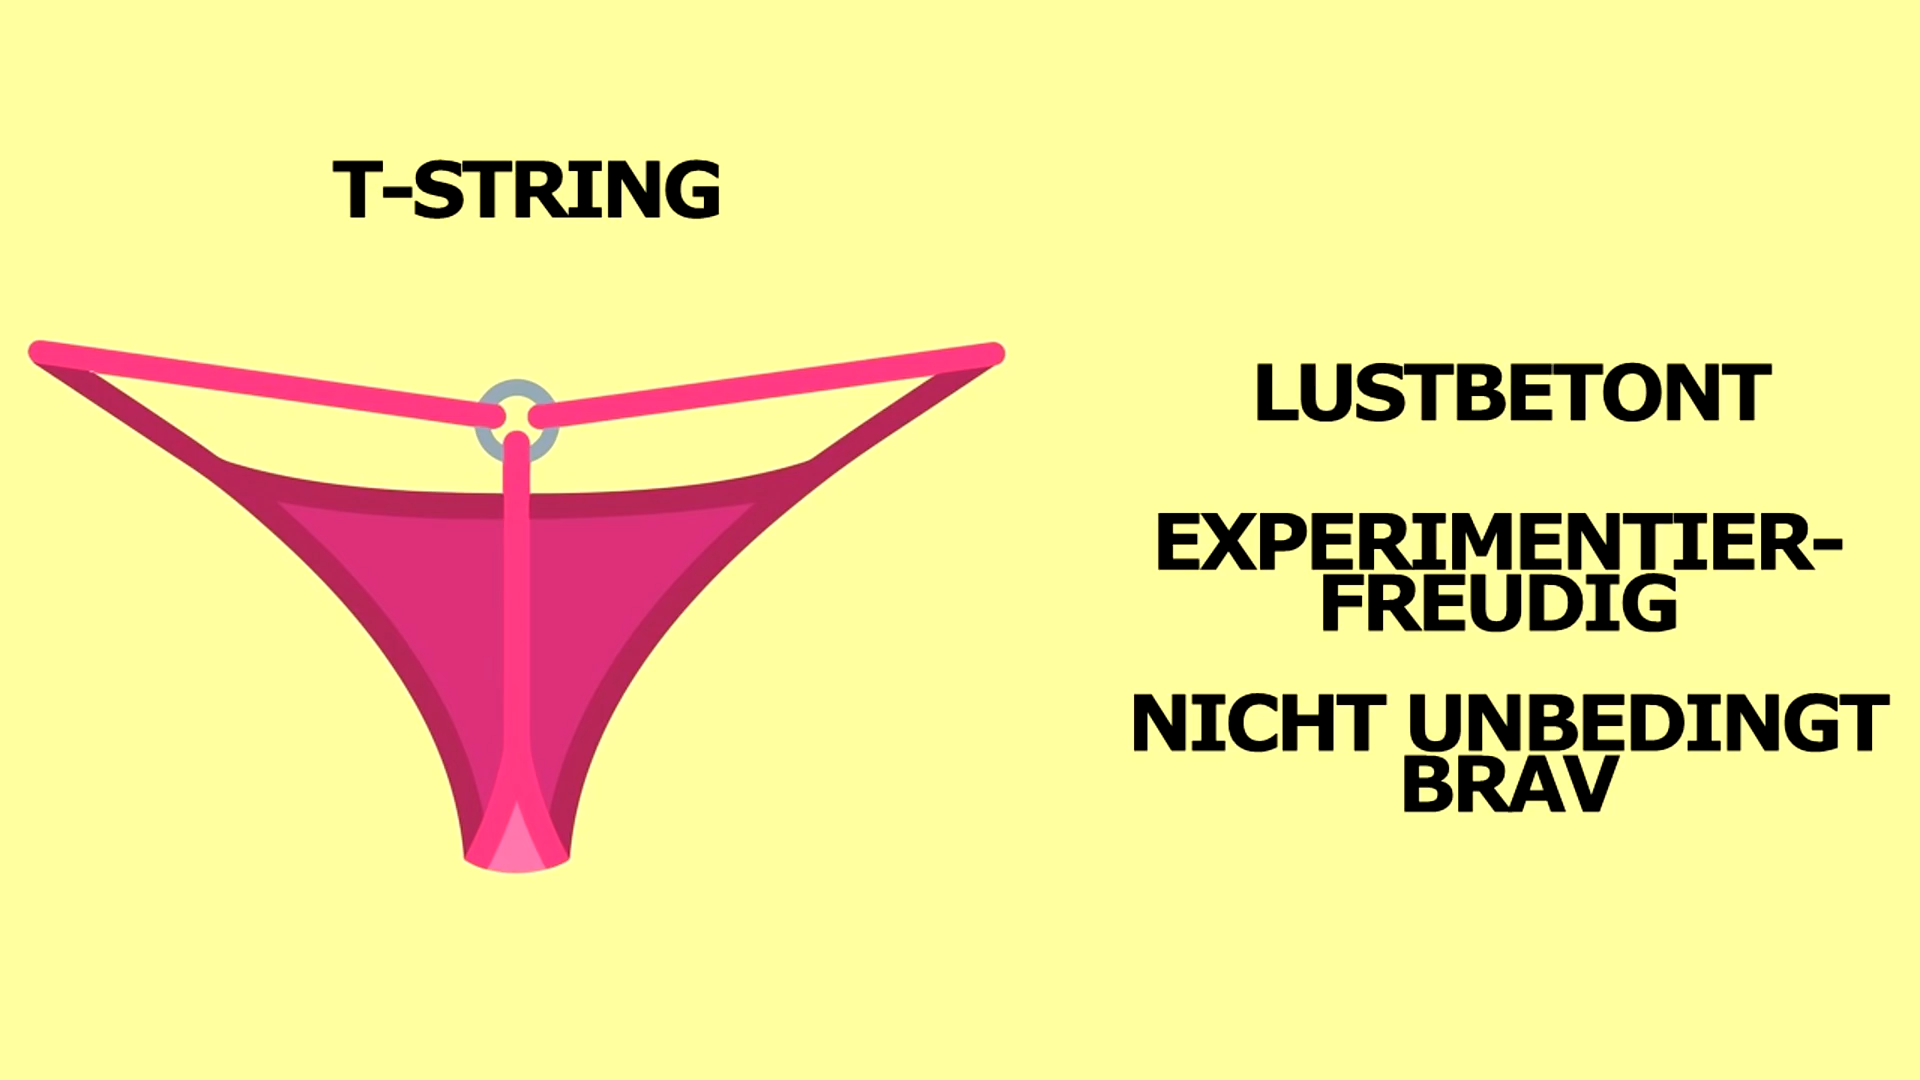 T-STRING
LUSTBETONT
EXPERIMENTIER-
FREUDIG
NICHT UNBEDINGT
BRAV